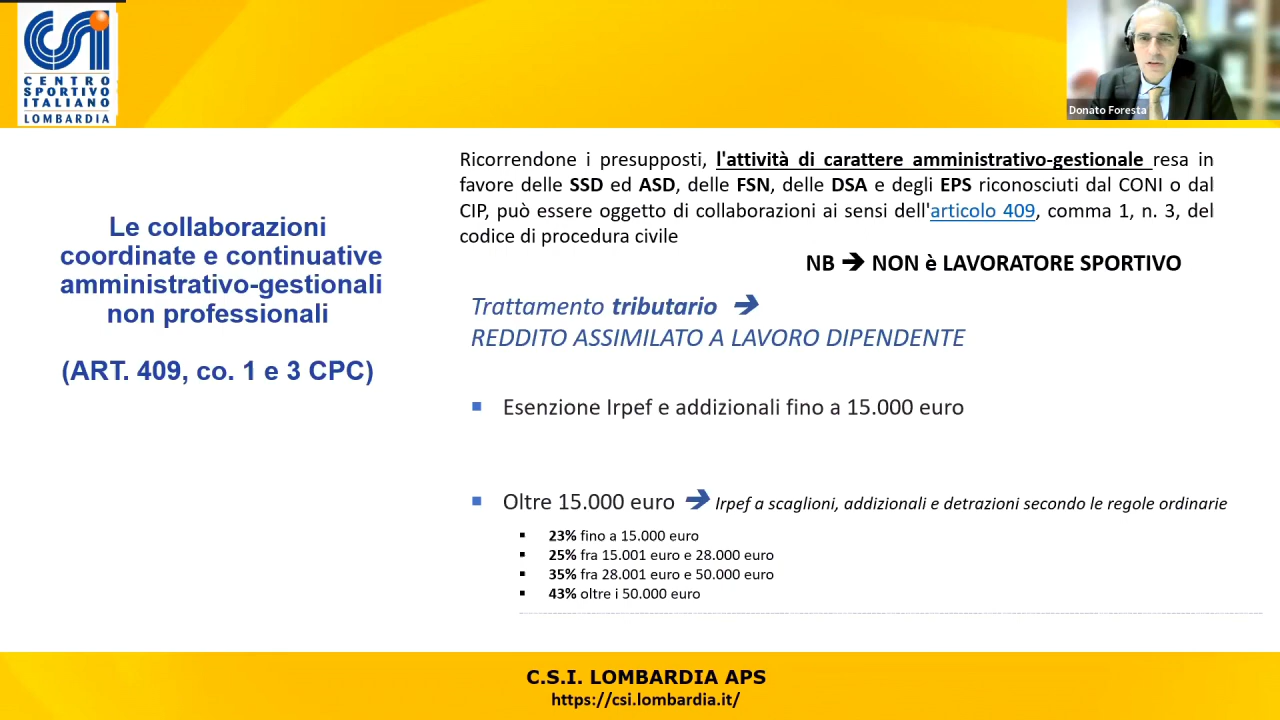 CENTRO
SPORTIVO
ITALIANO
LOMBARDIA
Donato Foresta
Le collaborazioni
coordinate e continuative
amministrativo-gestionali
non professionali
(ART. 409, co. 1 e 3 CPC)
Ricorrendone i presupposti, l'attività di carattere amministrativo-gestionale resa in
favore delle SSD ed ASD, delle FSN, delle DSA e degli EPS riconosciuti dal CONI o dal
CIP, può essere oggetto di collaborazioni ai sensi dell'articolo 409, comma 1, n. 3, del
codice di procedura civile
NB ➔ NON è LAVORATORE SPORTIVO
Trattamento tributario ➔
REDDITO ASSIMILATO A LAVORO DIPENDENTE
▪ Esenzione Irpef e addizionali fino a 15.000 euro
▪ Oltre 15.000 euro ➔ Irpef a scaglioni, addizionali e detrazioni secondo le regole ordinarie
▪ 23% fino a 15.000 euro
▪ 25% fra 15.001 euro e 28.000 euro
▪ 35% fra 28.001 euro e 50.000 euro
▪ 43% oltre i 50.000 euro
C.S.I. LOMBARDIA APS
https://csi.lombardia.it/